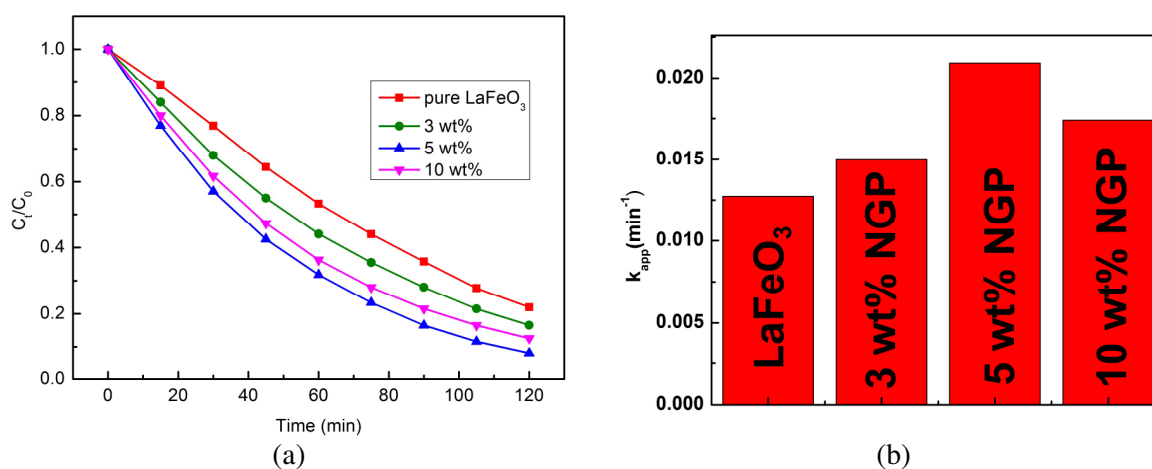 1.0
0.8
0.6
0.4
0.2
0.0
C_t/C_0
pure LaFeO₃
3 wt%
5 wt%
10 wt%
0 20 40 60 80 100 120
Time (min)
(a)
0.020
0.015
0.010
0.005
0.000
k_app(min⁻¹)
LaFeO₃
3 wt% NGP
5 wt% NGP
10 wt% NGP
(b)